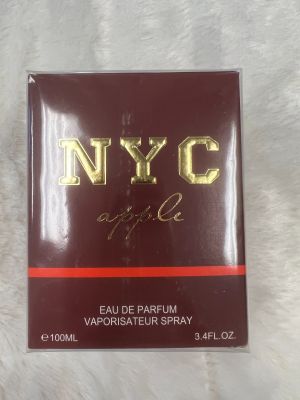 NYC
apple
EAU DE PARFUM
VAPORISATEUR SPRAY
℮100ML 3.4FL.OZ.